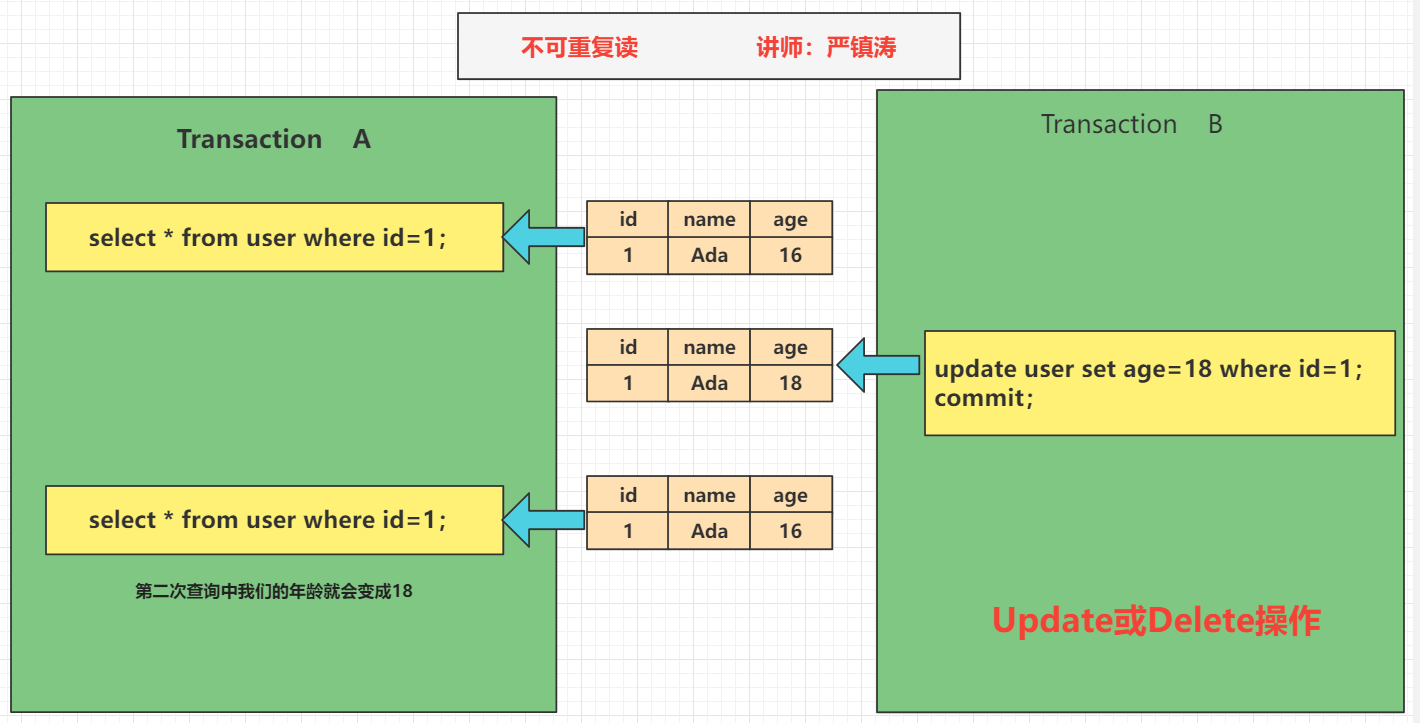 不可重复读 讲师：严镇涛
Transaction A
Transaction B
select * from user where id=1；
id name age
1 Ada 16
id name age
1 Ada 18
update user set age=18 where id=1；
commit；
select * from user where id=1；
id name age
1 Ada 16
第二次查询中我们的年龄就会变成18
Update或Delete操作